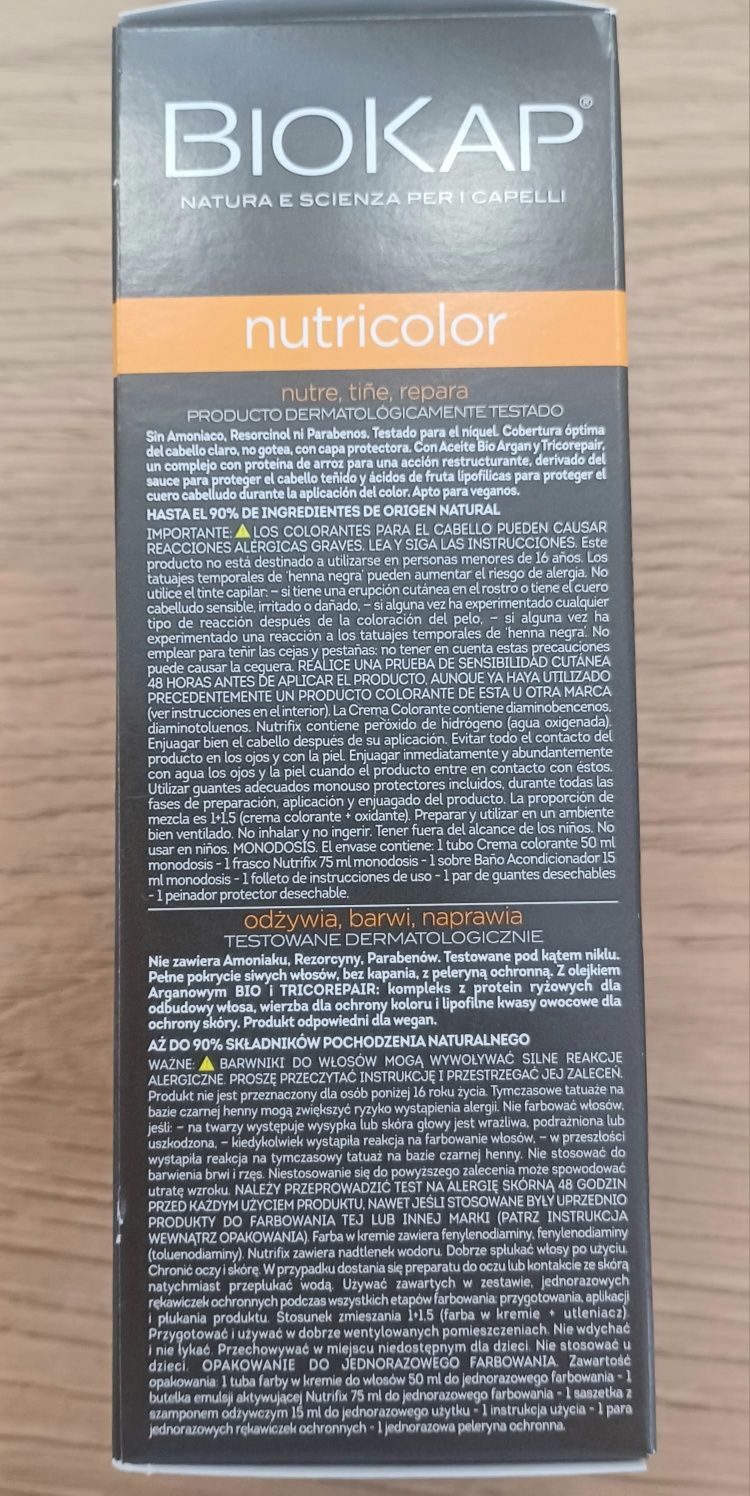 BIOKAP®
NATURA E SCIENZA PER I CAPELLI
nutricolor
nutre, tiñe, repara
PRODUCTO DERMATOLÓGICAMENTE TESTADO
Sin Amoniaco, Resorcinol ni Parabenos. Testado para el níquel. Cobertura óptima
del cabello claro, no gotea, con capa protectora. Con Aceite Bio Argan y Tricorepair,
un complejo con proteína de arroz para una acción restructurante, derivado del
sauce para proteger el cabello teñido y ácidos de fruta lipofílicas para proteger el
cuero cabelludo durante la aplicación del color. Apto para veganos.
HASTA EL 90% DE INGREDIENTES DE ORIGEN NATURAL
IMPORTANTE: ⚠ LOS COLORANTES PARA EL CABELLO PUEDEN CAUSAR
REACCIONES ALÉRGICAS GRAVES. LEA Y SIGA LAS INSTRUCCIONES. Este
producto no está destinado a utilizarse en personas menores de 16 años. Los
tatuajes temporales de 'henna negra' pueden aumentar el riesgo de alergia. No
utilice el tinte capilar: – si tiene una erupción cutánea en el rostro o tiene el cuero
cabelludo sensible, irritado o dañado, – si alguna vez ha experimentado cualquier
tipo de reacción después de la coloración del pelo, – si alguna vez ha
experimentado una reacción a los tatuajes temporales de 'henna negra'. No
emplear para teñir las cejas y pestañas: no tener en cuenta estas precauciones
puede causar la ceguera. REALICE UNA PRUEBA DE SENSIBILIDAD CUTÁNEA
48 HORAS ANTES DE APLICAR EL PRODUCTO, AUNQUE YA HAYA UTILIZADO
PRECEDENTEMENTE UN PRODUCTO COLORANTE DE ESTA U OTRA MARCA
(ver instrucciones en el interior). La Crema Colorante contiene diaminobencenos,
diaminotoluenos. Nutrifix contiene peróxido de hidrógeno (agua oxigenada).
Enjuagar bien el cabello después de su aplicación. Evitar todo el contacto del
producto en los ojos y con la piel. Enjuagar inmediatamente y abundantemente
con agua los ojos y la piel cuando el producto entre en contacto con éstos.
Utilizar guantes adecuados monouso protectores incluidos, durante todas las
fases de preparación, aplicación y enjuagado del producto. La proporción de
mezcla es 1+1,5 (crema colorante + oxidante). Preparar y utilizar en un ambiente
bien ventilado. No inhalar y no ingerir. Tener fuera del alcance de los niños. No
usar en niños. MONODOSIS. El envase contiene: 1 tubo Crema colorante 50 ml
monodosis - 1 frasco Nutrifix 75 ml monodosis - 1 sobre Baño Acondicionador 15
ml monodosis - 1 folleto de instrucciones de uso - 1 par de guantes desechables
- 1 peinador protector desechable.
odżywia, barwi, naprawia
TESTOWANE DERMATOLOGICZNIE
Nie zawiera Amoniaku, Rezorcyny, Parabenów. Testowane pod kątem niklu.
Pełne pokrycie siwych włosów, bez kapania, z peleryną ochronną. Z olejkiem
Arganowym BIO i TRICOREPAIR: kompleks z protein ryżowych dla
odbudowy włosa, wierzba dla ochrony koloru i lipofilne kwasy owocowe dla
ochrony skóry. Produkt odpowiedni dla wegan.
AŻ DO 90% SKŁADNIKÓW POCHODZENIA NATURALNEGO
WAŻNE: ⚠ BARWNIKI DO WŁOSÓW MOGĄ WYWOŁYWAĆ SILNE REAKCJE
ALERGICZNE. PROSZĘ PRZECZYTAĆ INSTRUKCJĘ I PRZESTRZEGAĆ JEJ ZALECEŃ.
Produkt nie jest przeznaczony dla osób poniżej 16 roku życia. Tymczasowe tatuaże na
bazie czarnej henny mogą zwiększyć ryzyko wystąpienia alergii. Nie farbować włosów,
jeśli: – na twarzy występuje wysypka lub skóra głowy jest wrażliwa, podrażniona lub
uszkodzona, – kiedykolwiek wystąpiła reakcja na farbowanie włosów, – w przeszłości
wystąpiła reakcja na tymczasowy tatuaż na bazie czarnej henny. Nie stosować do
barwienia brwi i rzęs. Niestosowanie się do powyższego zalecenia może spowodować
utratę wzroku. NALEŻY PRZEPROWADZIĆ TEST NA ALERGIĘ SKÓRNĄ 48 GODZIN
PRZED KAŻDYM UŻYCIEM PRODUKTU, NAWET JEŚLI STOSOWANE BYŁY UPRZEDNIO
PRODUKTY DO FARBOWANIA TEJ LUB INNEJ MARKI (PATRZ INSTRUKCJA
WEWNĄTRZ OPAKOWANIA). Farba w kremie zawiera fenylenodiaminy, fenylenodiaminy
(toluenodiaminy). Nutrifix zawiera nadtlenek wodoru. Dobrze spłukać włosy po użyciu.
Chronić oczy i skórę. W przypadku dostania się preparatu do oczu lub kontakcie ze skórą
natychmiast przepłukać wodą. Używać zawartych w zestawie, jednorazowych
rękawiczek ochronnych podczas wszystkich etapów farbowania: przygotowania, aplikacji
i płukania produktu. Stosunek zmieszania 1+1.5 (farba w kremie + utleniacz).
Przygotować i używać w dobrze wentylowanych pomieszczeniach. Nie wdychać
i nie łykać. Przechowywać w miejscu niedostępnym dla dzieci. Nie stosować u
dzieci. OPAKOWANIE DO JEDNORAZOWEGO FARBOWANIA. Zawartość
opakowania: 1 tuba farby w kremie do włosów 50 ml do jednorazowego farbowania - 1
butelka emulsji aktywującej Nutrifix 75 ml do jednorazowego farbowania - 1 saszetka z
szamponem odżywczym 15 ml do jednorazowego użytku - 1 instrukcja użycia - 1 para
jednorazowych rękawiczek ochronnych - 1 jednorazowa peleryna ochronna.